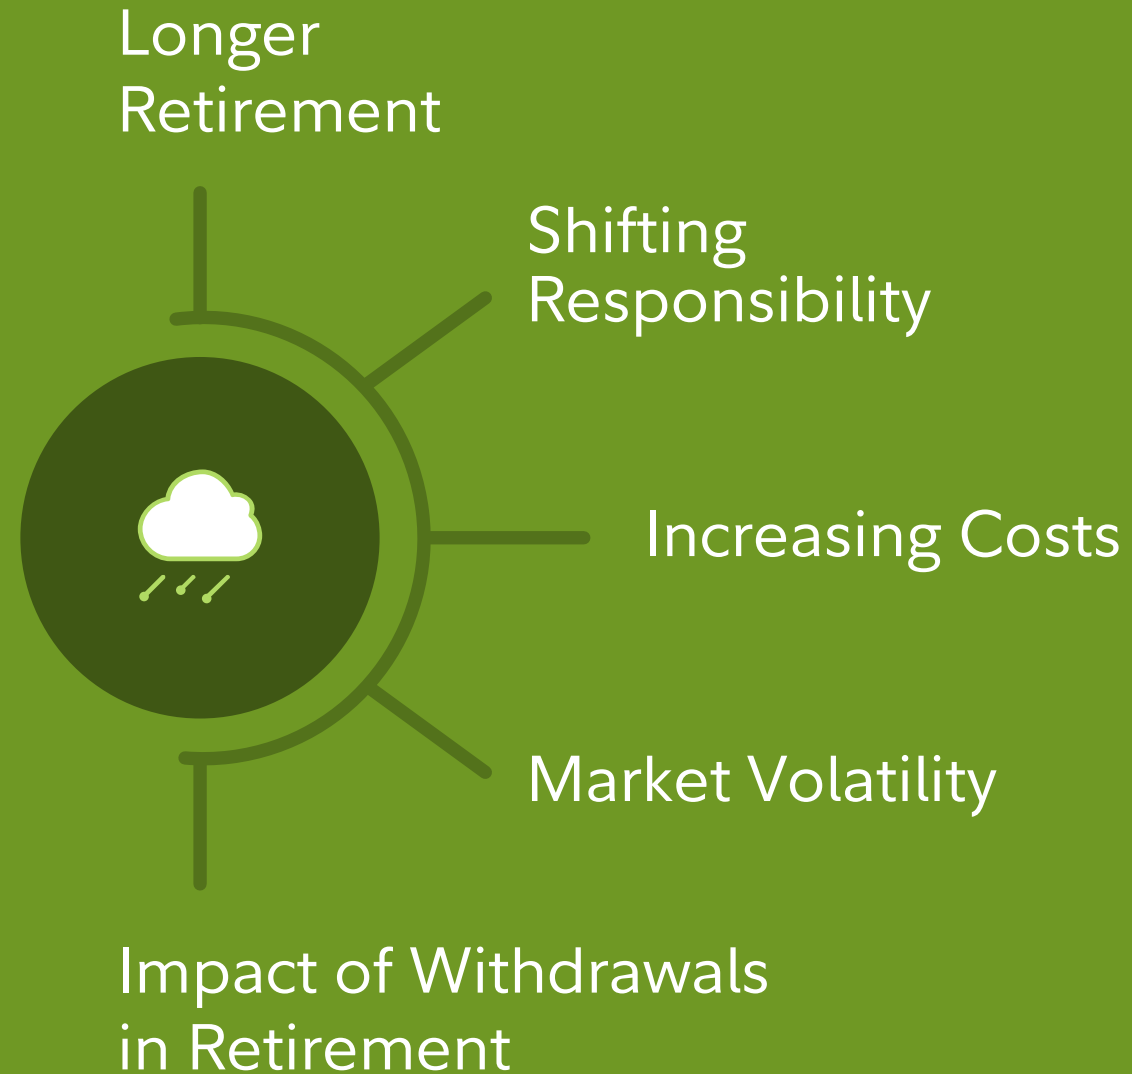 Longer
Retirement
Shifting
Responsibility
Increasing Costs
Market Volatility
Impact of Withdrawals
in Retirement